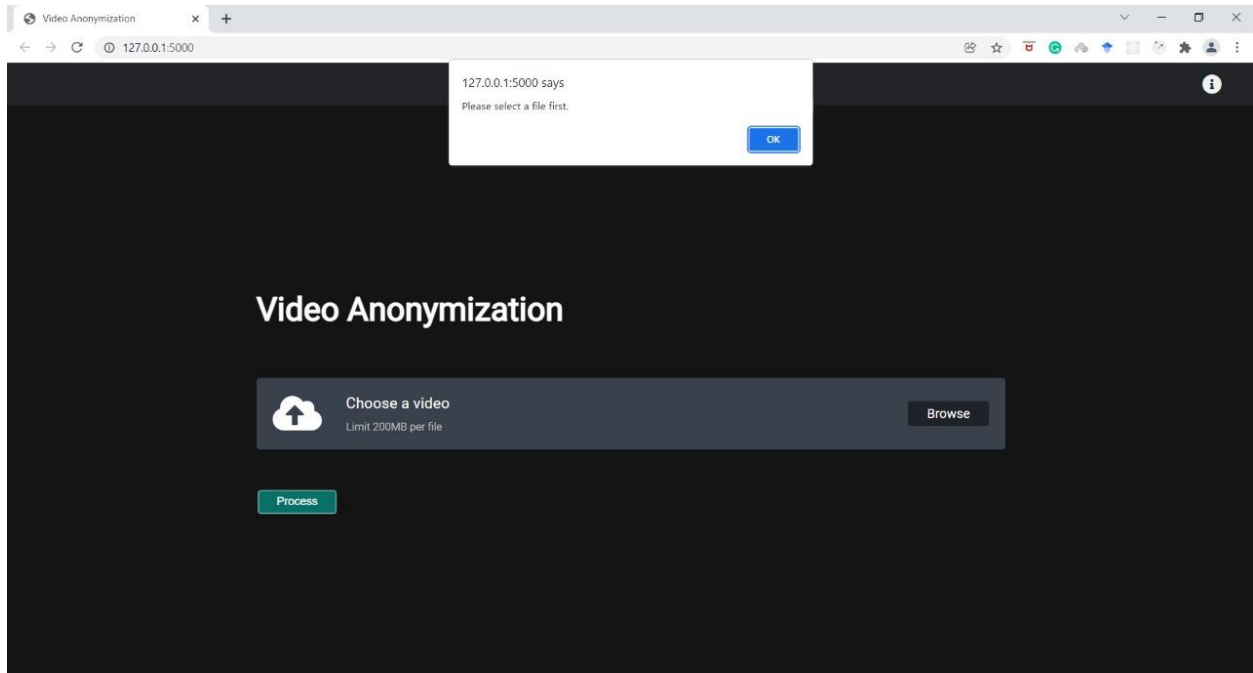 Video Anonymization
127.0.0.1:5000
127.0.0.1:5000 says
Please select a file first.
OK
Video Anonymization
Choose a video
Limit 200MB per file
Browse
Process